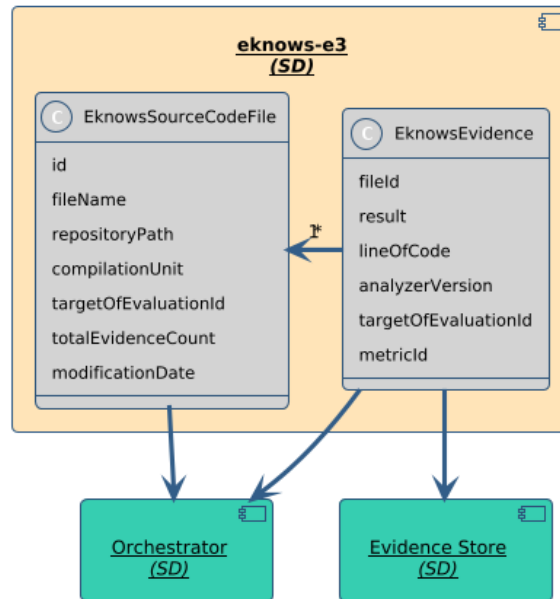 eknows-e3
(SD)
C EknowsSourceCodeFile
id
fileName
repositoryPath
compilationUnit
targetOfEvaluationId
totalEvidenceCount
modificationDate
C EknowsEvidence
fileId
result
lineOfCode
analyzerVersion
targetOfEvaluationId
metricId
1*
Orchestrator
(SD)
Evidence Store
(SD)